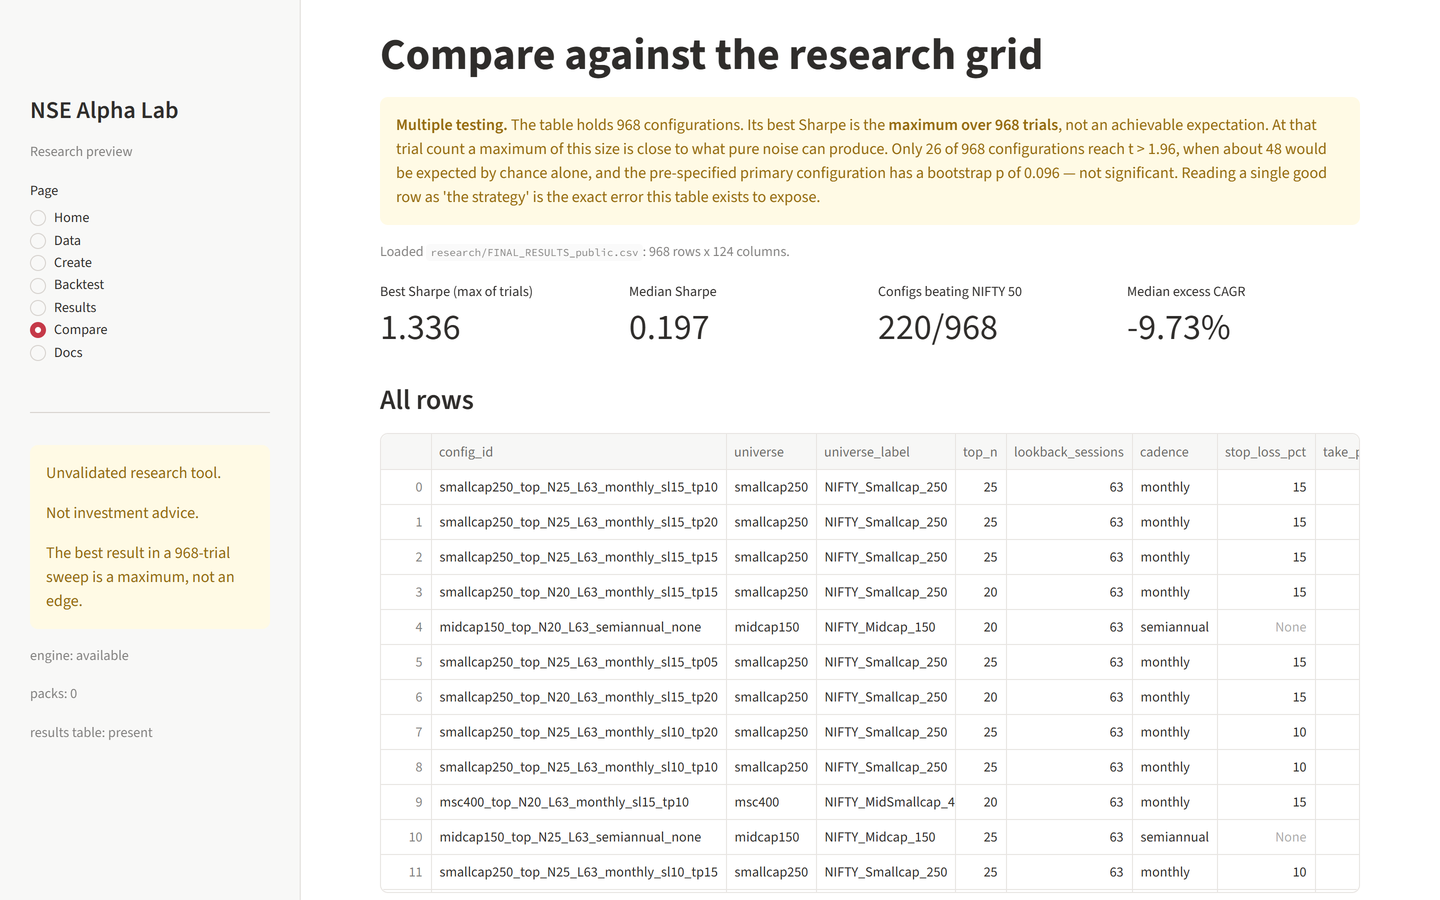 NSE Alpha Lab
Research preview
Page
Home
Data
Create
Backtest
Results
Compare
Docs
Unvalidated research tool.
Not investment advice.
The best result in a 968-trial
sweep is a maximum, not an
edge.
engine: available
packs: 0
results table: present
Compare against the research grid
Multiple testing. The table holds 968 configurations. Its best Sharpe is the maximum over 968 trials, not an achievable expectation. At that
trial count a maximum of this size is close to what pure noise can produce. Only 26 of 968 configurations reach t > 1.96, when about 48 would
be expected by chance alone, and the pre-specified primary configuration has a bootstrap p of 0.096 — not significant. Reading a single good
row as 'the strategy' is the exact error this table exists to expose.
Loaded research/FINAL_RESULTS_public.csv : 968 rows x 124 columns.
Best Sharpe (max of trials) Median Sharpe Configs beating NIFTY 50 Median excess CAGR
1.336 0.197 220/968 -9.73%
All rows
config_id universe universe_label top_n lookback_sessions cadence stop_loss_pct take_p
0 smallcap250_top_N25_L63_monthly_sl15_tp10 smallcap250 NIFTY_Smallcap_250 25 63 monthly 15
1 smallcap250_top_N25_L63_monthly_sl15_tp20 smallcap250 NIFTY_Smallcap_250 25 63 monthly 15
2 smallcap250_top_N25_L63_monthly_sl15_tp15 smallcap250 NIFTY_Smallcap_250 25 63 monthly 15
3 smallcap250_top_N20_L63_monthly_sl15_tp15 smallcap250 NIFTY_Smallcap_250 20 63 monthly 15
4 midcap150_top_N20_L63_semiannual_none midcap150 NIFTY_Midcap_150 20 63 semiannual None
5 smallcap250_top_N25_L63_monthly_sl15_tp05 smallcap250 NIFTY_Smallcap_250 25 63 monthly 15
6 smallcap250_top_N20_L63_monthly_sl15_tp20 smallcap250 NIFTY_Smallcap_250 20 63 monthly 15
7 smallcap250_top_N25_L63_monthly_sl10_tp20 smallcap250 NIFTY_Smallcap_250 25 63 monthly 10
8 smallcap250_top_N25_L63_monthly_sl10_tp10 smallcap250 NIFTY_Smallcap_250 25 63 monthly 10
9 msc400_top_N20_L63_monthly_sl15_tp10 msc400 NIFTY_MidSmallcap_4 20 63 monthly 15
10 midcap150_top_N25_L63_semiannual_none midcap150 NIFTY_Midcap_150 25 63 semiannual None
11 smallcap250_top_N25_L63_monthly_sl10_tp15 smallcap250 NIFTY_Smallcap_250 25 63 monthly 10